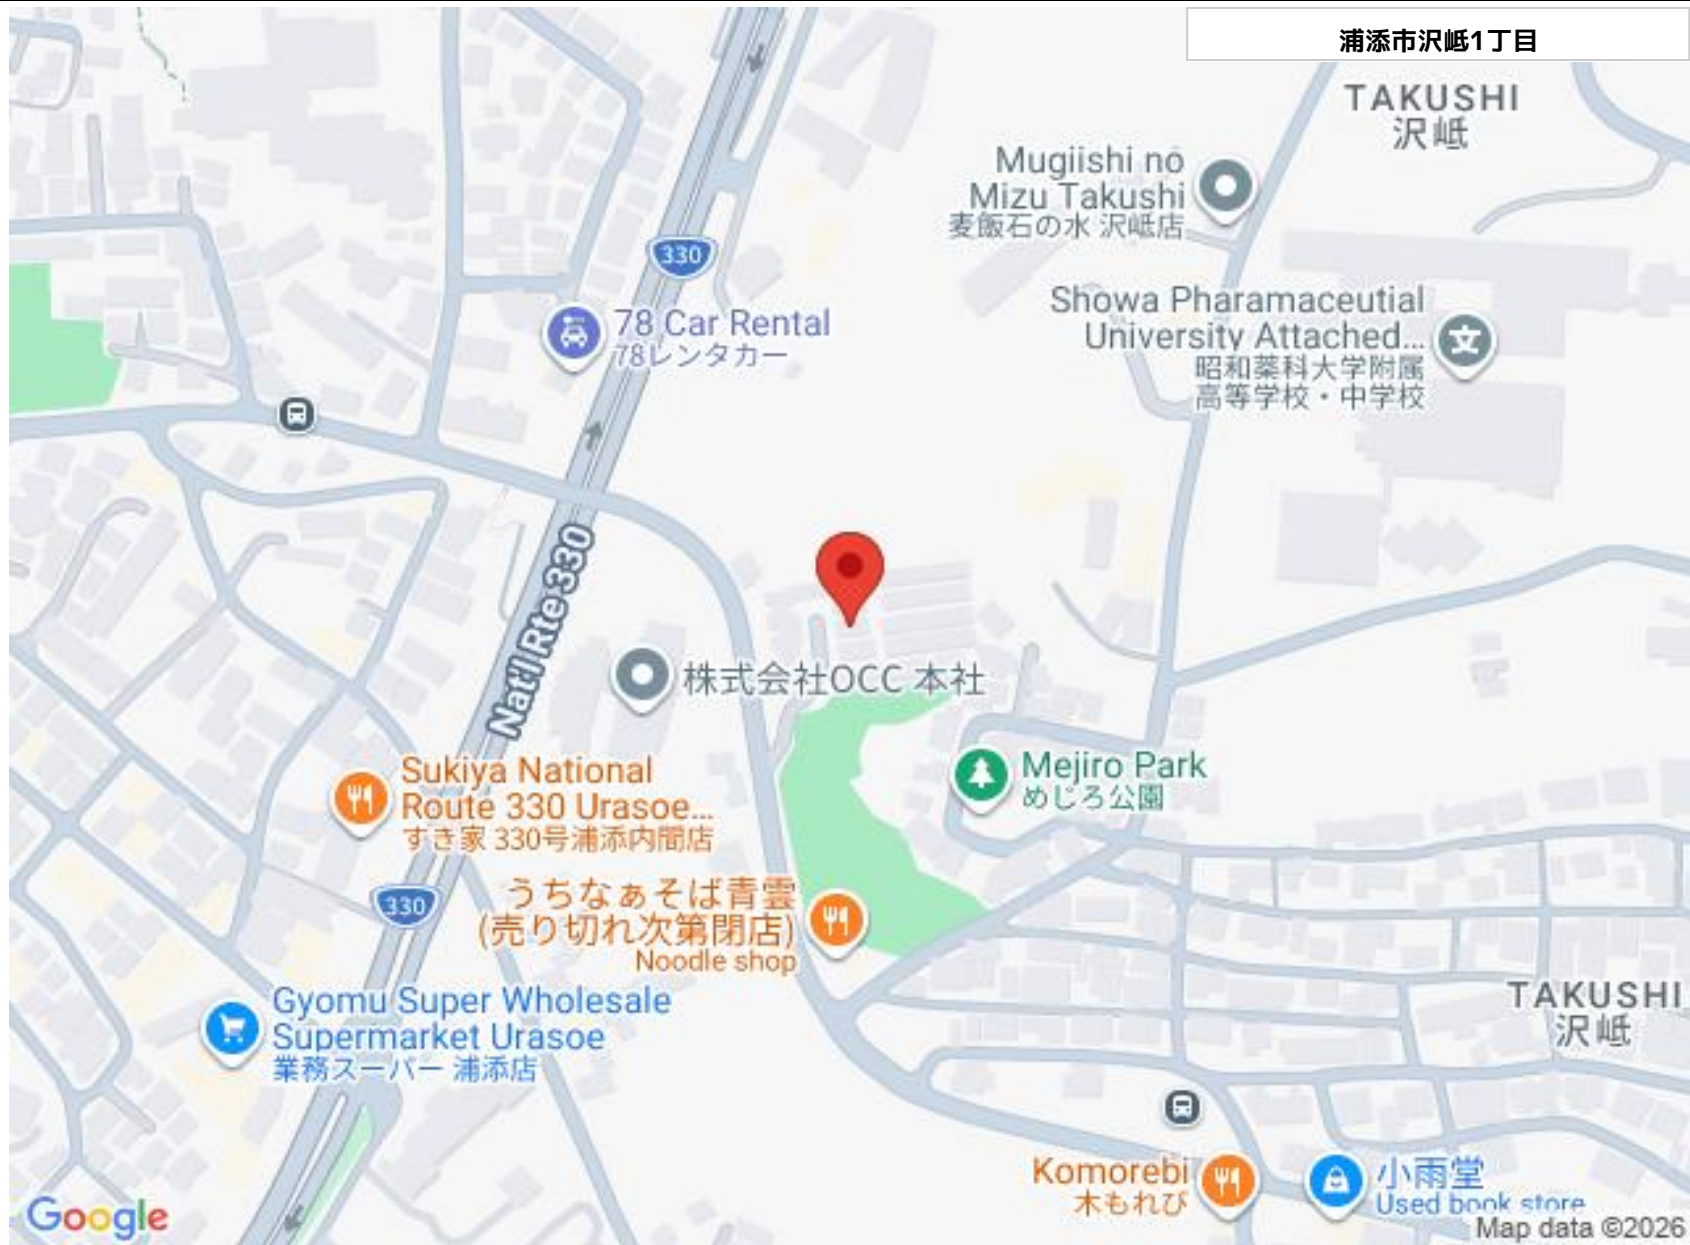 浦添市沢岻1丁目
TAKUSHI
沢岻
Mugiishi no
Mizu Takushi
麦飯石の水 沢岻店
330
78 Car Rental
78レンタカー
Showa Pharamaceutial
University Attached...
昭和薬科大学附属
高等学校・中学校
Nat'l Rte 330
株式会社OCC 本社
Sukiya National
Route 330 Urasoe...
すき家 330号浦添内間店
Mejiro Park
めじろ公園
330
うちなぁそば青雲
(売り切れ次第閉店)
Noodle shop
Gyomu Super Wholesale
Supermarket Urasoe
業務スーパー 浦添店
TAKUSHI
沢岻
Komorebi
木もれび
小雨堂
Used book store
Google
Map data ©2026